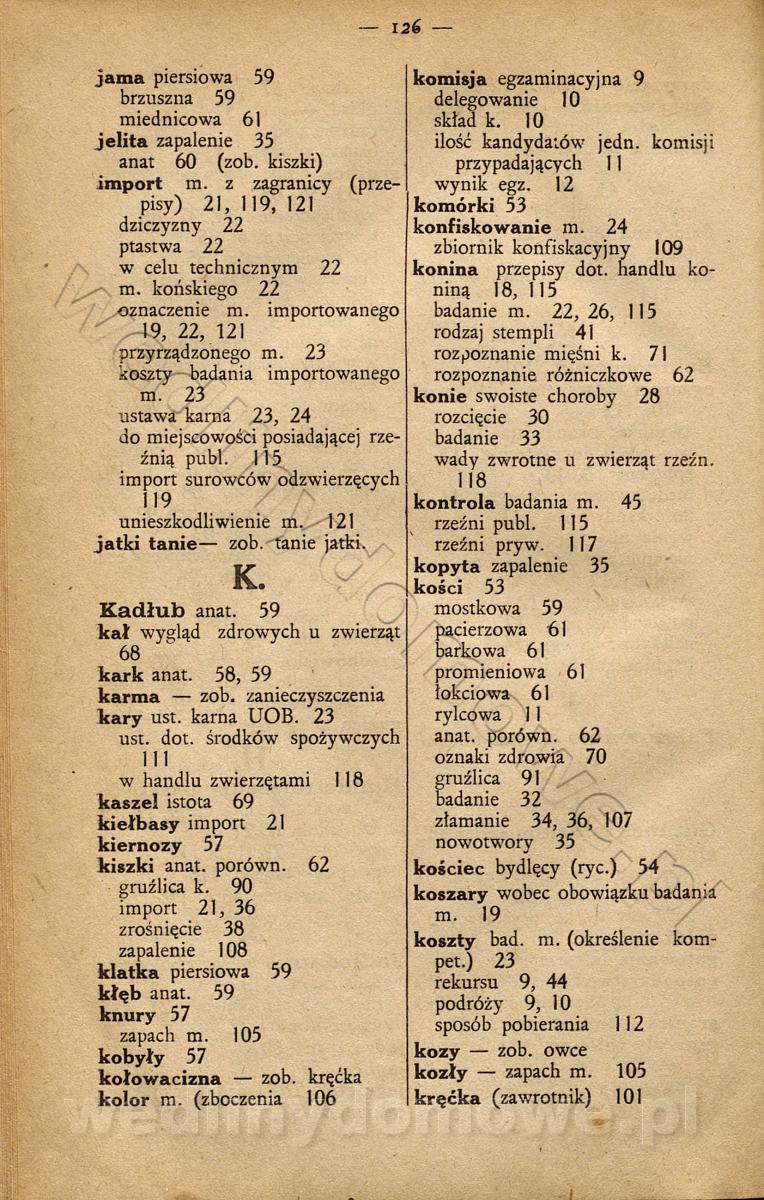 — 126 —
jama piersiowa 59
brzuszna 59
miednicowa 61
jelita zapalenie 35
anat 60 (zob. kiszki)
import m. z zagranicy (prze-
pisy) 21, 119, 121
dziczyzny 22
ptastwa 22
w celu technicznym 22
m. końskiego 22
oznaczenie m. importowanego
19, 22, 121
przyrządzonego m. 23
koszty badania importowanego
m. 23
ustawa karna 23, 24
do miejscowości posiadającej rze-
źnią publ. 115
import surowców odzwierzęcych
119
unieszkodliwienie m. 121
jatki tanie— zob. tanie jatki.
K.
Kadłub anat. 59
kał wygląd zdrowych u zwierząt
68
kark anat. 58, 59
karma — zob. zanieczyszczenia
kary ust. karna UOB. 23
ust. dot. środków spożywczych
111
w handlu zwierzętami 118
kaszel istota 69
kiełbasy import 21
kiernozy 57
kiszki anat. porówn. 62
gruźlica k. 90
import 21, 36
zrośnięcie 38
zapalenie 108
klatka piersiowa 59
kłęb anat. 59
knury 57
zapach m. 105
kobyły 57
kołowacizna — zob. kręćka
kolor m. (zboczenia 106
komisja egzaminacyjna 9
delegowanie 10
skład k. 10
ilość kandydatów jedn. komisji
przypadających 11
wynik egz. 12
komórki 53
konfiskowanie m. 24
zbiornik konfiskacyjny 109
konina przepisy dot. handlu ko-
niną 18, 115
badanie m. 22, 26, 115
rodzaj stempli 41
rozpoznanie mięśni k. 71
rozpoznanie różniczkowe 62
konie swoiste choroby 28
rozcięcie 30
badanie 33
wady zwrotne u zwierząt rzeźn.
118
kontrola badania m. 45
rzeźni publ. 115
rzeźni pryw. 117
kopyta zapalenie 35
kości 53
mostkowa 59
pacierzowa 61
barkowa 61
promieniowa 61
łokciowa 61
rylcowa 11
anat. porówn. 62
oznaki zdrowia 70
gruźlica 91
badanie 32
złamanie 34, 36, 107
nowotwory 35
kościec bydlęcy (ryc.) 54
koszary wobec obowiązku badania
m. 19
koszty bad. m. (określenie kom-
pet.) 23
rekursu 9, 44
podróży 9, 10
sposób pobierania 112
kozy — zob. owce
kozły — zapach m. 105
kręćka (zawrotnik) 101
wedlinydomowe.pl
wedlinydomowe.pl